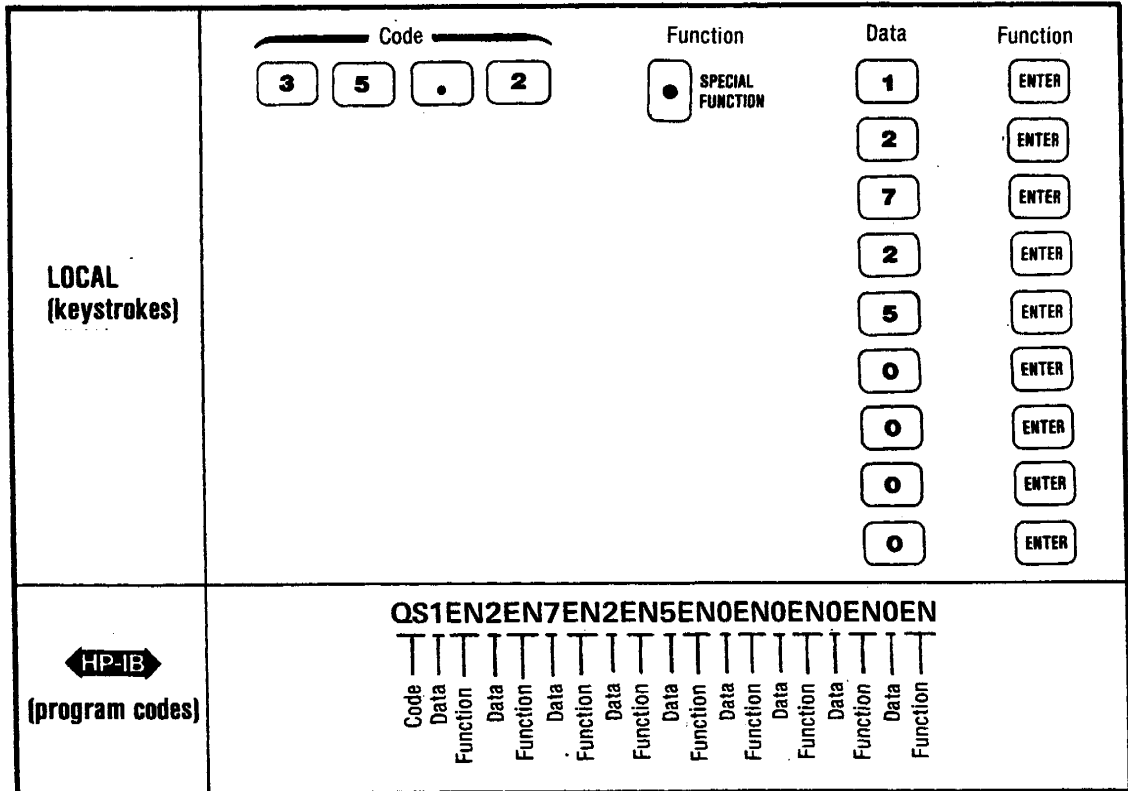 Code Function Data Function
3 5 . 2 SPECIAL FUNCTION 1 ENTER
2 ENTER
7 ENTER
2 ENTER
LOCAL
(keystrokes)
5 ENTER
0 ENTER
0 ENTER
0 ENTER
0 ENTER
HP-IB
(program codes)
QS1EN2EN7EN2EN5EN0EN0EN0EN0EN
Code Data Function Data Function Data Function Data Function Data Function Data Function Data Function Data Function Data Function